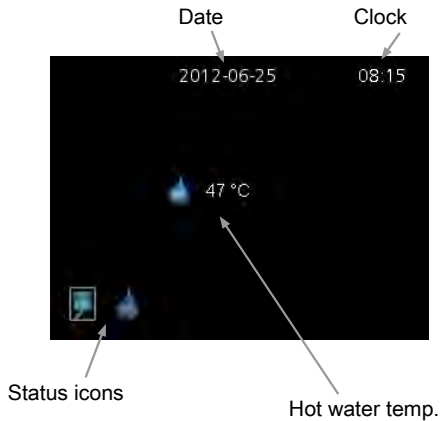 Date
Clock
2012-06-25
08:15
47 °C
Status icons
Hot water temp.